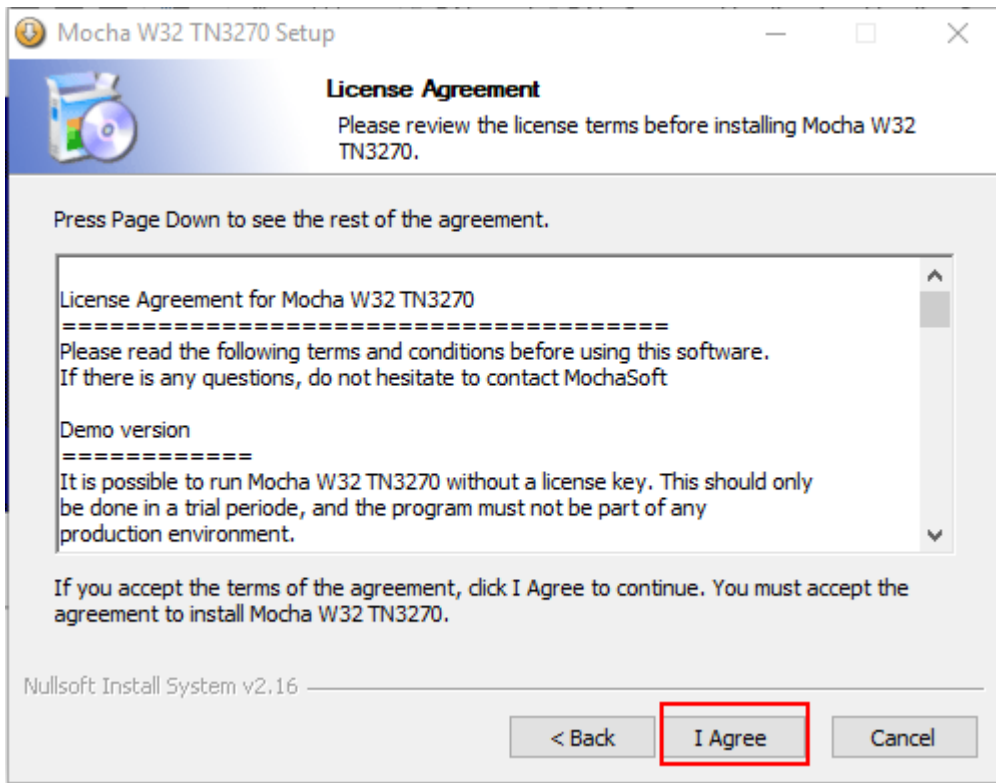 Mocha W32 TN3270 Setup
License Agreement
Please review the license terms before installing Mocha W32
TN3270.
Press Page Down to see the rest of the agreement.
License Agreement for Mocha W32 TN3270
======================================
Please read the following terms and conditions before using this software.
If there is any questions, do not hesitate to contact MochaSoft
Demo version
============
It is possible to run Mocha W32 TN3270 without a license key. This should only
be done in a trial periode, and the program must not be part of any
production environment.
If you accept the terms of the agreement, click I Agree to continue. You must accept the
agreement to install Mocha W32 TN3270.
Nullsoft Install System v2.16
< Back
I Agree
Cancel